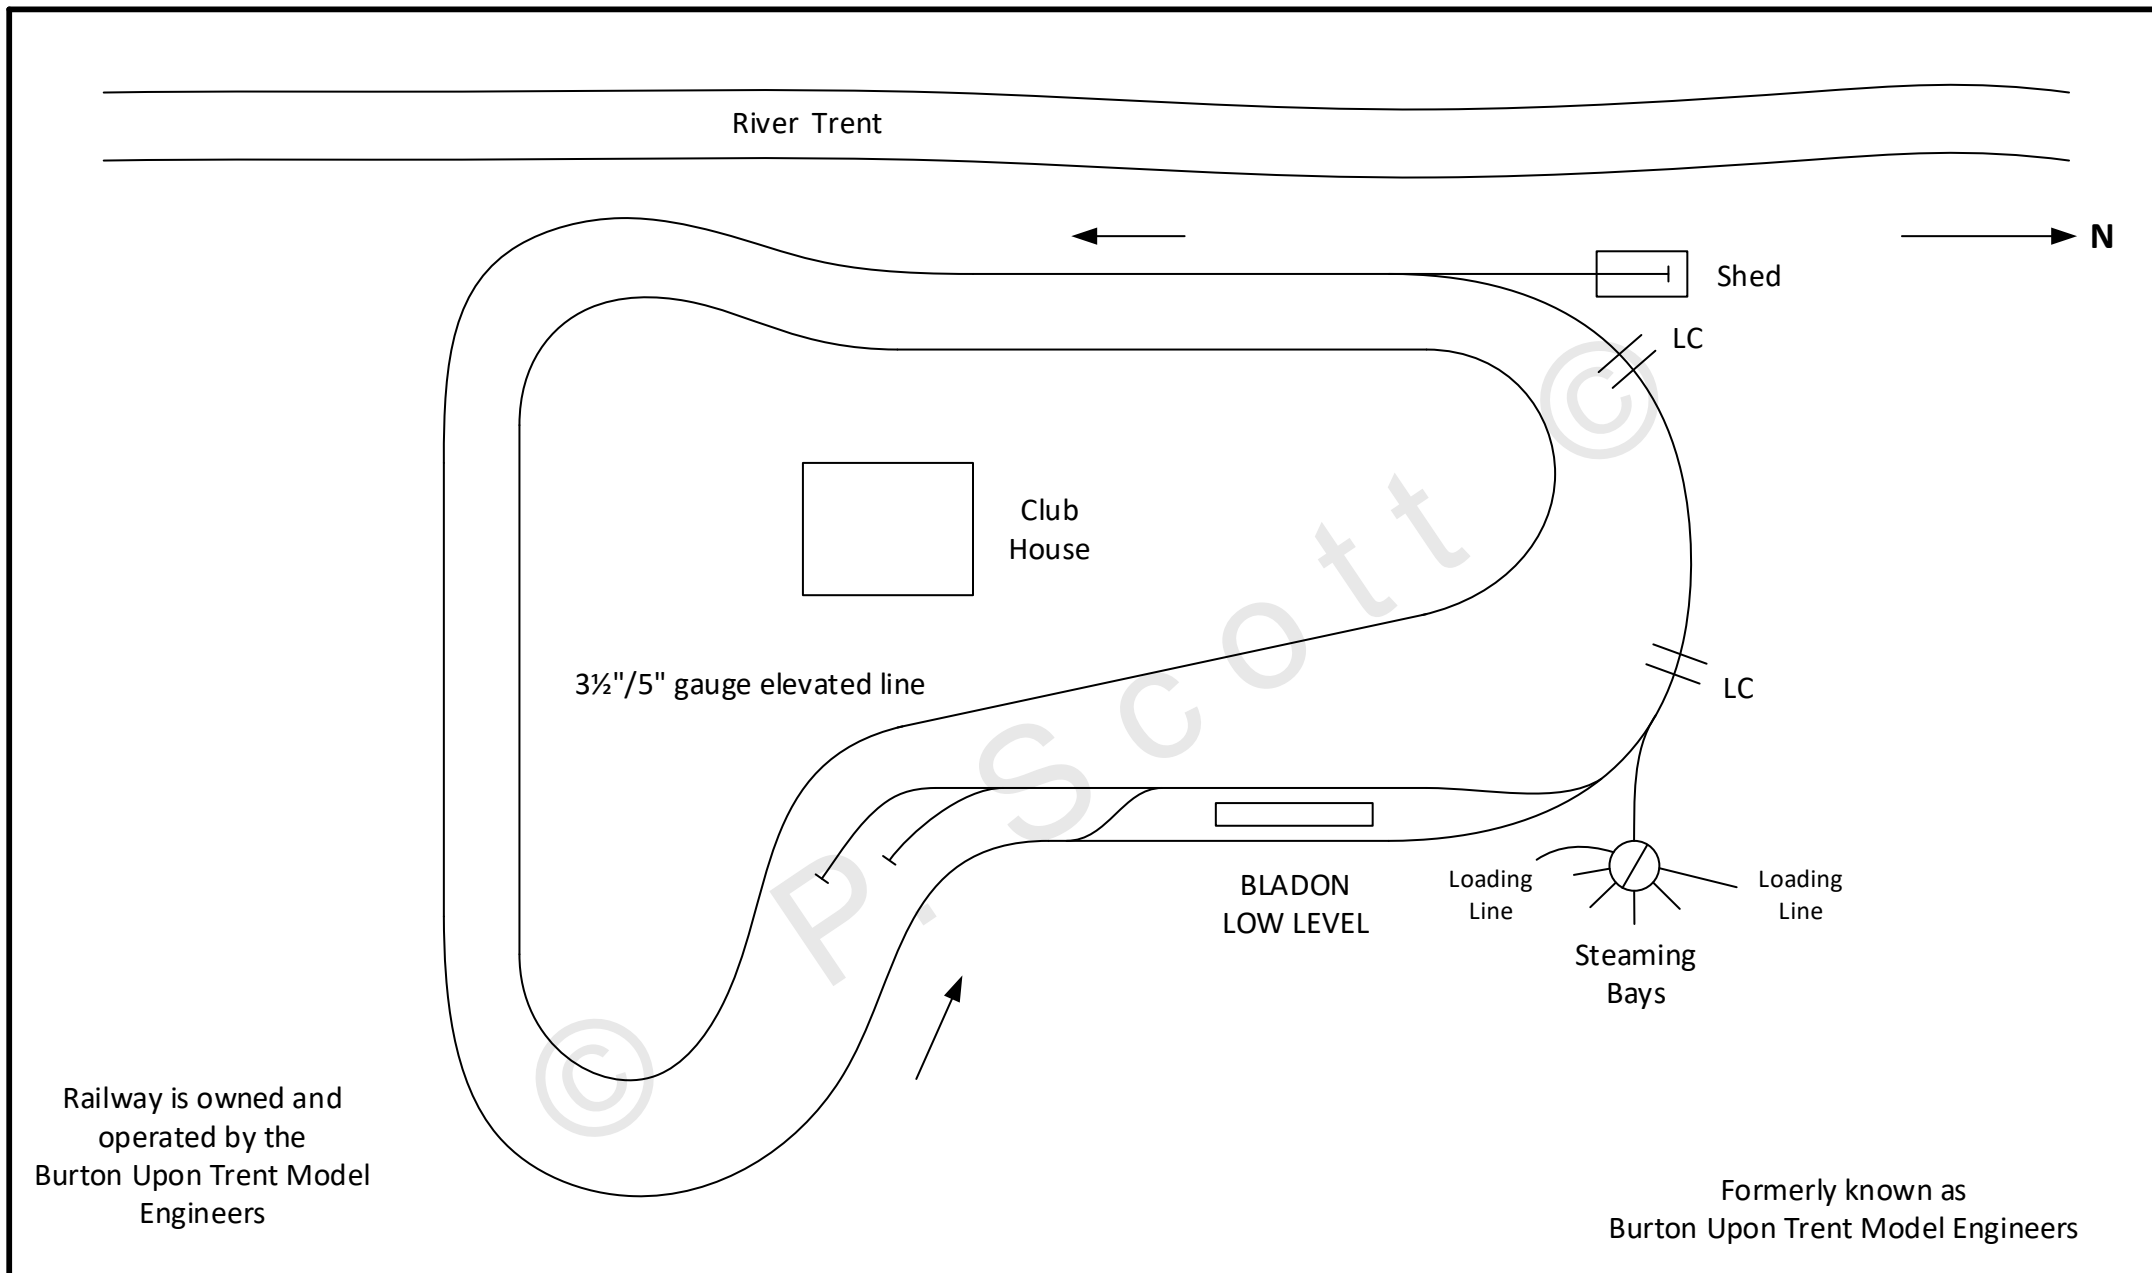 River Trent
N
Shed
LC
Club
House
3½"/5" gauge elevated line
LC
BLADON
LOW LEVEL
Loading
Line
Loading
Line
Steaming
Bays
Railway is owned and
operated by the
Burton Upon Trent Model
Engineers
Formerly known as
Burton Upon Trent Model Engineers
© P. Scott ©